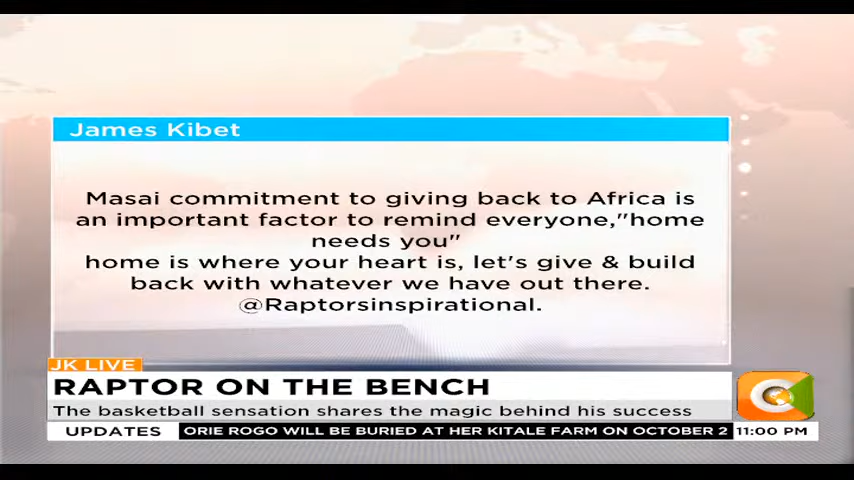 James Kibet
Masai commitment to giving back to Africa is
an important factor to remind everyone,"home
needs you"
home is where your heart is, let's give & build
back with whatever we have out there.
@Raptorsinspirational.
JK LIVE
RAPTOR ON THE BENCH
The basketball sensation shares the magic behind his success
UPDATES ORIE ROGO WILL BE BURIED AT HER KITALE FARM ON OCTOBER 2 11:00 PM